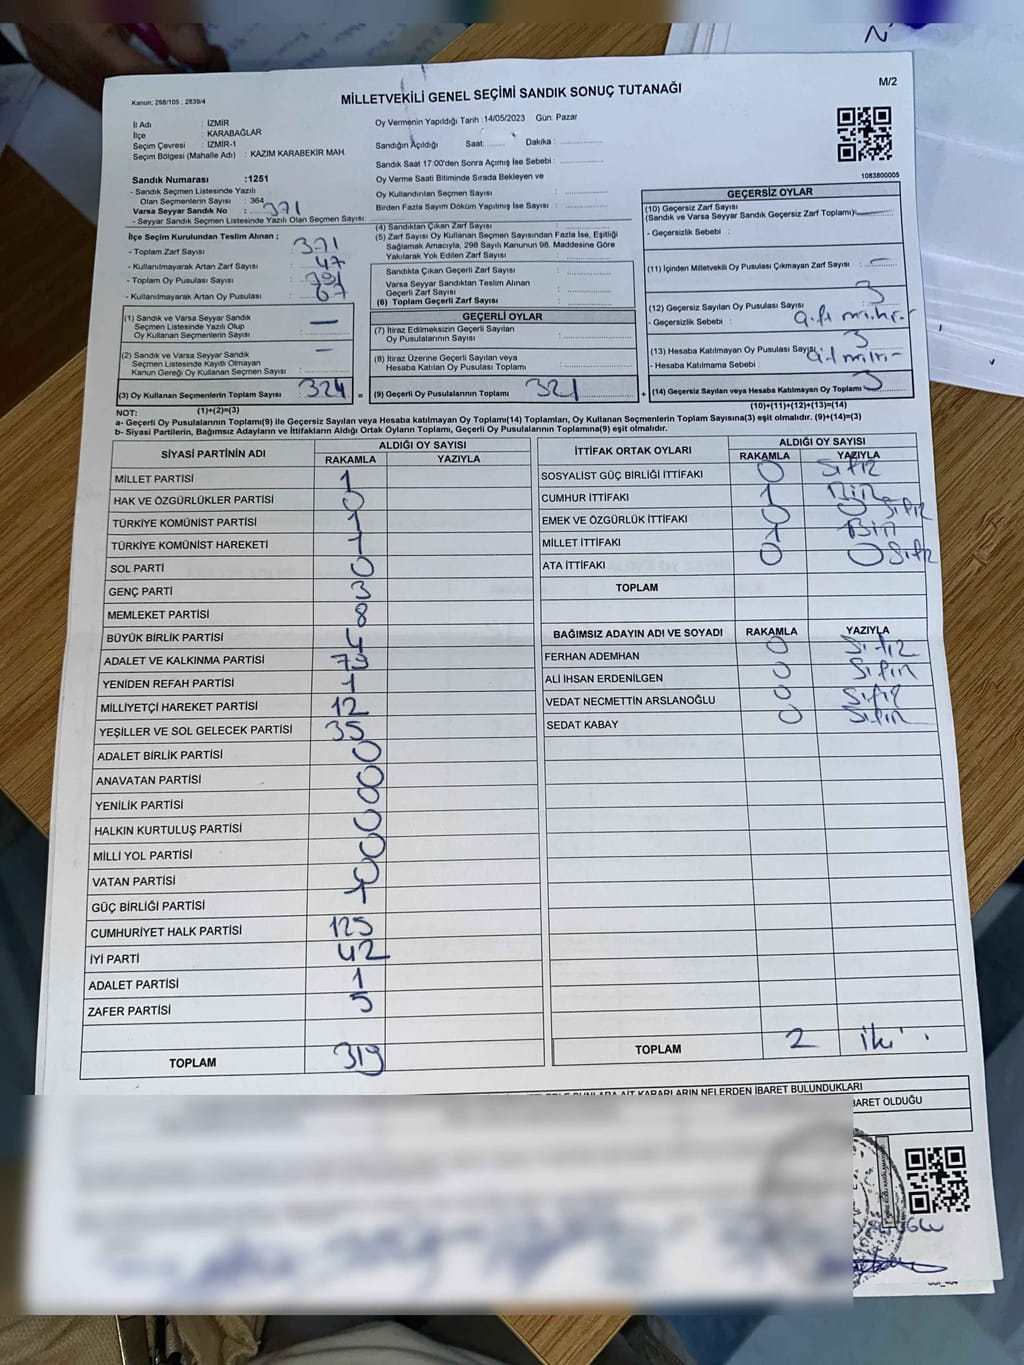 Kanun; 298/105 , 2839/4
MİLLETVEKİLİ GENEL SEÇİMİ SANDIK SONUÇ TUTANAĞI
M/2
İl Adı : İZMİR
İlçe : KARABAĞLAR
Seçim Çevresi : İZMİR-1
Seçim Bölgesi (Mahalle Adı) : KAZIM KARABEKİR MAH.
Oy Vermenin Yapıldığı Tarih :14/05/2023 Gün: Pazar
Sandığın Açıldığı Saat: Dakika :
Sandık Saat 17:00'den Sonra Açımış İse Sebebi :
Oy Verme Saati Bitiminde Sırada Bekleyen ve
Oy Kullandırılan Seçmen Sayısı :
Birden Fazla Sayım Döküm Yapılmış İse Sayısı :
1083800005
Sandık Numarası :1251
- Sandık Seçmen Listesinde Yazılı
Olan Seçmenlerin Sayısı : 364
Varsa Seyyar Sandık No : 371
- Seyyar Sandık Seçmen Listesinde Yazılı Olan Seçmen Sayısı:
İlçe Seçim Kurulundan Teslim Alınan ;
- Toplam Zarf Sayısı : 371
- Kullanılmayarak Artan Zarf Sayısı : 47
- Toplam Oy Pusulası Sayısı :
- Kullanılmayarak Artan Oy Pusulası : 67
(1) Sandık ve Varsa Seyyar Sandık
Seçmen Listesinde Yazılı Olup
Oy Kullanan Seçmenlerin Sayısı : —
(2) Sandık ve Varsa Seyyar Sandık
Seçmen Listesinde Kayıtlı Olmayan
Kanun Gereği Oy Kullanan Seçmen Sayısı : —
(3) Oy Kullanan Seçmenlerin Toplam Sayısı 324 =
(4) Sandıktan Çıkan Zarf Sayısı :
(5) Zarf Sayısı Oy Kullanan Seçmen Sayısından Fazla İse, Eşitliği
Sağlamak Amacıyla, 298 Sayılı Kanunun 98. Maddesine Göre
Yakılarak Yok Edilen Zarf Sayısı :
Sandıkta Çıkan Geçerli Zarf Sayısı :
Varsa Seyyar Sandıktan Teslim Alınan
Geçerli Zarf Sayısı :
(6) Toplam Geçerli Zarf Sayısı :
GEÇERLİ OYLAR
(7) İtiraz Edilmeksizin Geçerli Sayılan
Oy Pusulalarının Sayısı :
(8) İtiraz Üzerine Geçerli Sayılan veya
Hesaba Katılan Oy Pusulası Toplamı :
(9) Geçerli Oy Pusulalarının Toplamı : 321 +
GEÇERSİZ OYLAR
(10) Geçersiz Zarf Sayısı
(Sandık ve Varsa Seyyar Sandık Geçersiz Zarf Toplamı): —
- Geçersizlik Sebebi :
(11) İçinden Milletvekili Oy Pusulası Çıkmayan Zarf Sayısı : —
(12) Geçersiz Sayılan Oy Pusulası Sayısı : 3
- Geçersizlik Sebebi :
(13) Hesaba Katılmayan Oy Pusulası Sayısı : 3
- Hesaba Katılmama Sebebi :
(14) Geçersiz Sayılan veya Hesaba Katılmayan Oy Toplamı : 3
NOT: (1)+(2)=(3) (10)+(11)+(12)+(13)=(14)
a- Geçerli Oy Pusulalarının Toplamı(9) ile Geçersiz Sayılan veya Hesaba katılmayan Oy Toplamı(14) Toplamları, Oy Kullanan Seçmenlerin Toplam Sayısına(3) eşit olmalıdır. (9)+(14)=(3)
b- Siyasi Partilerin, Bağımsız Adayların ve İttifakların Aldığı Ortak Oyların Toplamı, Geçerli Oy Pusulalarının Toplamına(9) eşit olmalıdır.
SİYASİ PARTİNİN ADI ALDIĞI OY SAYISI
RAKAMLA YAZIYLA
MİLLET PARTİSİ 1
HAK VE ÖZGÜRLÜKLER PARTİSİ 0
TÜRKİYE KOMÜNİST PARTİSİ 1
TÜRKİYE KOMÜNİST HAREKETİ 1
SOL PARTİ 0
GENÇ PARTİ 3
MEMLEKET PARTİSİ 8
BÜYÜK BİRLİK PARTİSİ 4
ADALET VE KALKINMA PARTİSİ
YENİDEN REFAH PARTİSİ 1
MİLLİYETÇİ HAREKET PARTİSİ 12
YEŞİLLER VE SOL GELECEK PARTİSİ 35
ADALET BİRLİK PARTİSİ 0
ANAVATAN PARTİSİ 0
YENİLİK PARTİSİ 0
HALKIN KURTULUŞ PARTİSİ 0
MİLLİ YOL PARTİSİ 0
VATAN PARTİSİ 0
GÜÇ BİRLİĞİ PARTİSİ 1
CUMHURİYET HALK PARTİSİ 125
İYİ PARTİ 42
ADALET PARTİSİ 1
ZAFER PARTİSİ 5
TOPLAM 319
İTTİFAK ORTAK OYLARI ALDIĞI OY SAYISI
RAKAMLA YAZIYLA
SOSYALİST GÜÇ BİRLİĞİ İTTİFAKI 0 Sıfır
CUMHUR İTTİFAKI 1 Bir
EMEK VE ÖZGÜRLÜK İTTİFAKI 0 0 Sıfır
MİLLET İTTİFAKI 1 Bir
ATA İTTİFAKI 0 0 Sıfır
TOPLAM
BAĞIMSIZ ADAYIN ADI VE SOYADI RAKAMLA YAZIYLA
FERHAN ADEMHAN 0 Sıfır
ALİ İHSAN ERDENİLGEN 0 Sıfır
VEDAT NECMETTİN ARSLANOĞLU 0 Sıfır
SEDAT KABAY 0 Sıfır
TOPLAM 2 iki
KARARLARIN NELERDEN İBARET BULUNDUKLARI
İBARET OLDUĞU